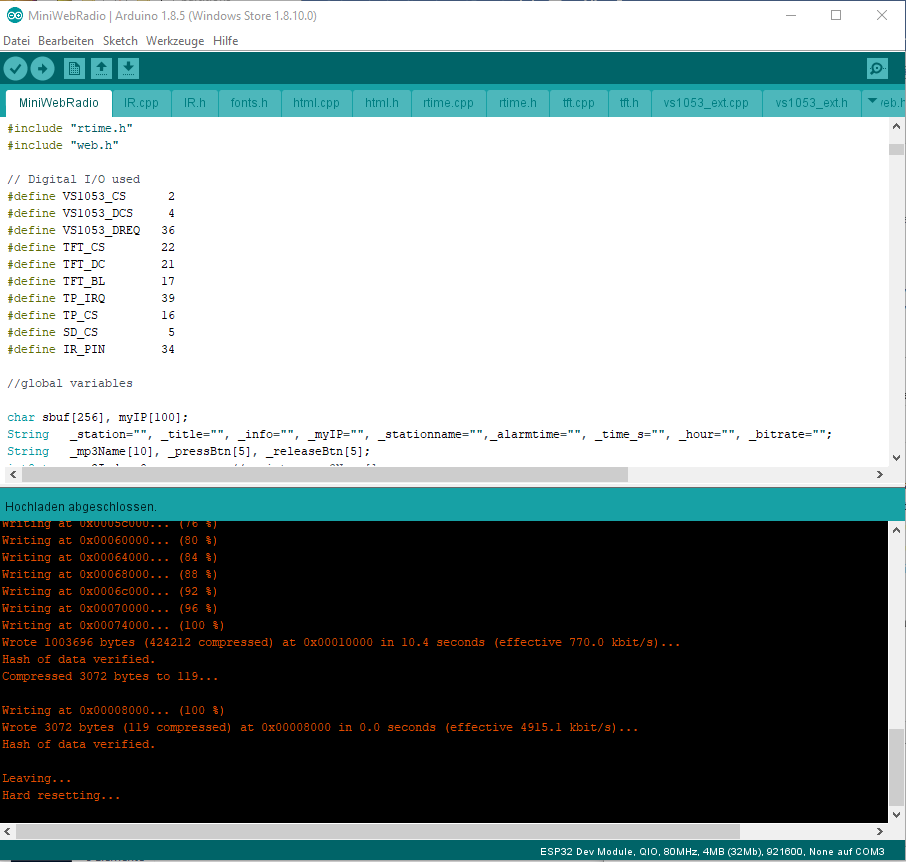 MiniWebRadio | Arduino 1.8.5 (Windows Store 1.8.10.0)
Datei Bearbeiten Sketch Werkzeuge Hilfe
MiniWebRadio IR.cpp IR.h fonts.h html.cpp html.h rtime.cpp rtime.h tft.cpp tft.h vs1053_ext.cpp vs1053_ext.h web.h
#include "rtime.h"
#include "web.h"
// Digital I/O used
#define VS1053_CS 2
#define VS1053_DCS 4
#define VS1053_DREQ 36
#define TFT_CS 22
#define TFT_DC 21
#define TFT_BL 17
#define TP_IRQ 39
#define TP_CS 16
#define SD_CS 5
#define IR_PIN 34
//global variables
char sbuf[256], myIP[100];
String _station="", _title="", _info="", _myIP="", _stationname="",_alarmtime="", _time_s="", _hour="", _bitrate="";
String _mp3Name[10], _pressBtn[5], _releaseBtn[5];
Hochladen abgeschlossen.
Writing at 0x0005c000... (76 %)
Writing at 0x00060000... (80 %)
Writing at 0x00064000... (84 %)
Writing at 0x00068000... (88 %)
Writing at 0x0006c000... (92 %)
Writing at 0x00070000... (96 %)
Writing at 0x00074000... (100 %)
Wrote 1003696 bytes (424212 compressed) at 0x00010000 in 10.4 seconds (effective 770.0 kbit/s)...
Hash of data verified.
Compressed 3072 bytes to 119...
Writing at 0x00008000... (100 %)
Wrote 3072 bytes (119 compressed) at 0x00008000 in 0.0 seconds (effective 4915.1 kbit/s)...
Hash of data verified.
Leaving...
Hard resetting...
ESP32 Dev Module, QIO, 80MHz, 4MB (32Mb), 921600, None auf COM3